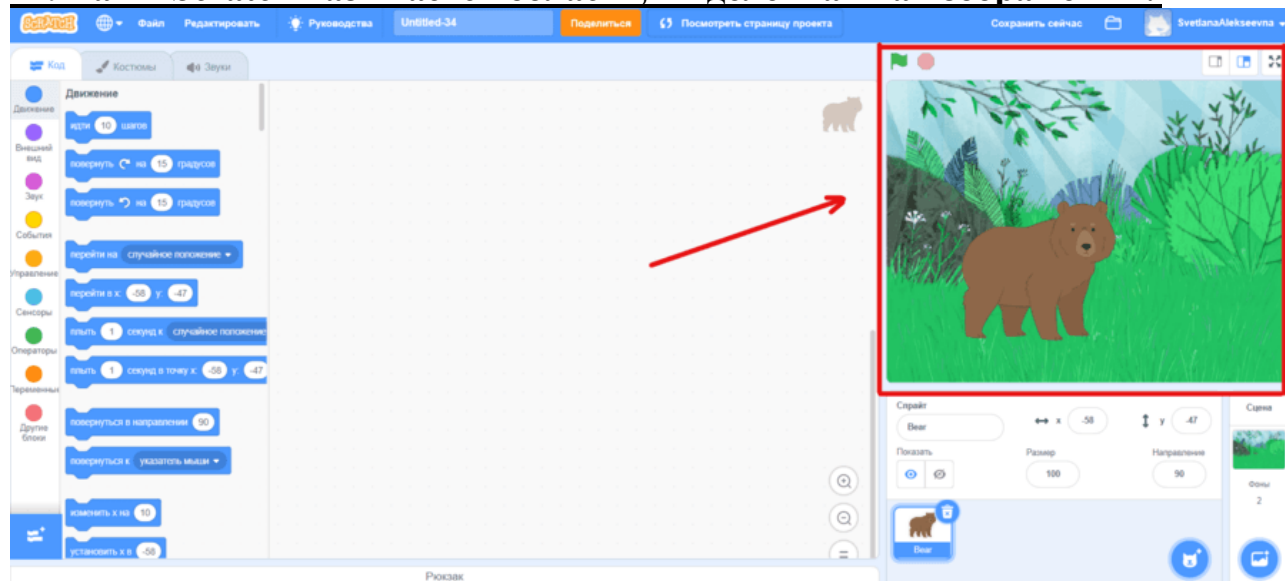 SCRATCH Файл Редактировать Руководства Untitled-34 Поделиться Посмотреть страницу проекта Сохранить сейчас SvetlanaAlekseevna
Код Костюмы Звуки
Движение
Внешний вид
Звук
События
Управление
Сенсоры
Операторы
Переменные
Другие блоки
Движение
идти 10 шагов
повернуть на 15 градусов
повернуть на 15 градусов
перейти на случайное положение
перейти в x: -58 y: -47
плыть 1 секунд к случайное положение
плыть 1 секунд в точку x: -58 y: -47
повернуться в направлении 90
повернуться к указатель мыши
изменить x на 10
установить x в -58
Спрайт
Bear x -58 y -47
Показать Размер Направление
100 90
Bear
Сцена
Фоны
2
Рюкзак